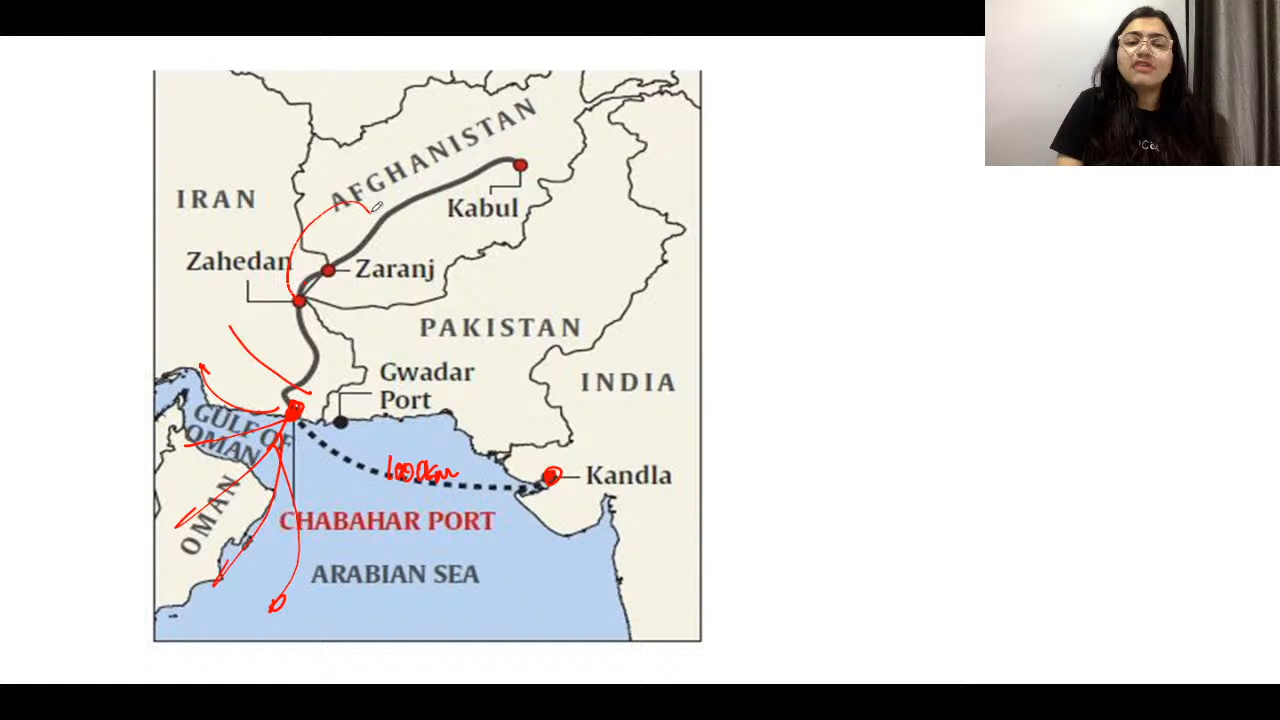 AFGHANISTAN
IRAN
Kabul
Zahedan
Zaranj
PAKISTAN
Gwadar
Port
INDIA
GULF OF
OMAN
1000km
Kandla
OMAN
CHABAHAR PORT
ARABIAN SEA